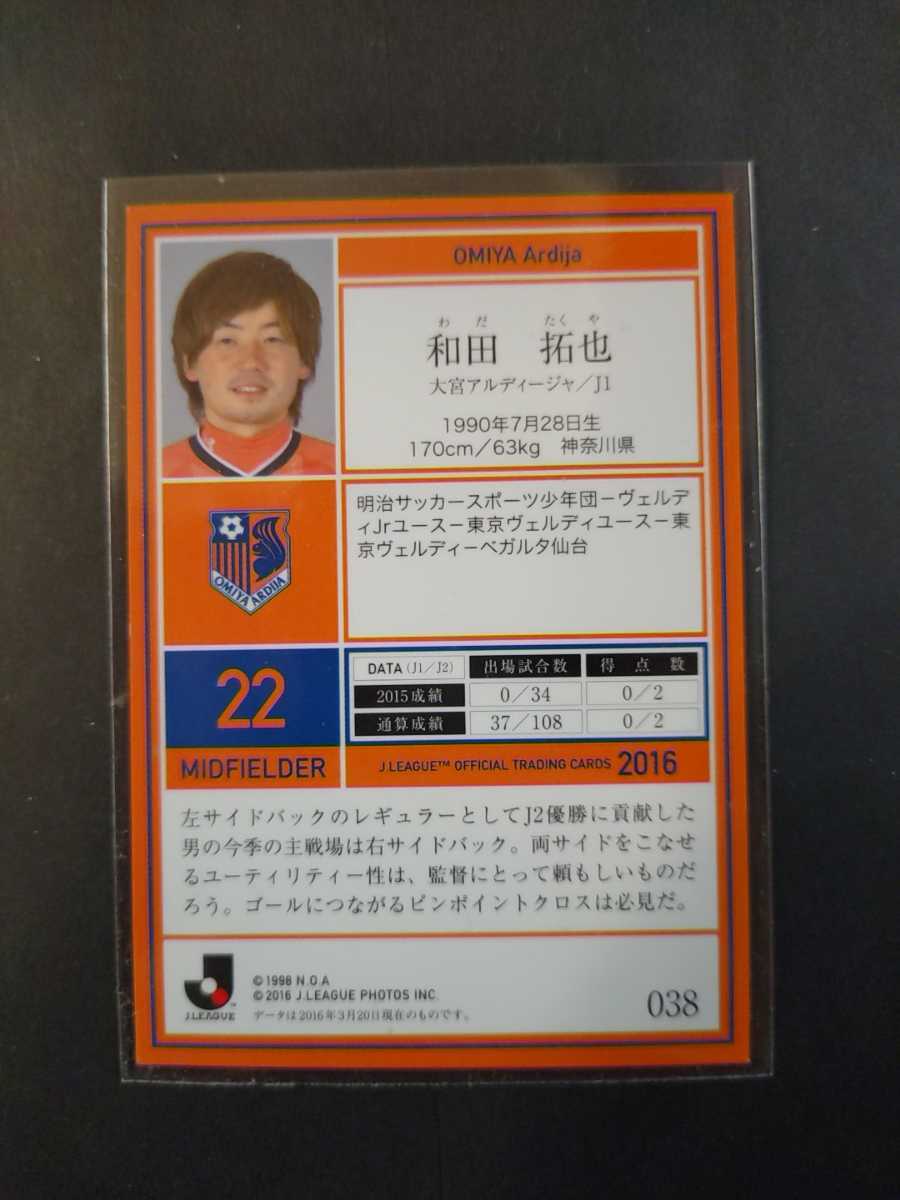 OMIYA Ardija
わだ たくや
和田 拓也
大宮アルディージャ／J1
1990年7月28日生
170cm／63kg 神奈川県
OMIYA ARDIJA
明治サッカースポーツ少年団－ヴェルデ
ィJrユース－東京ヴェルディユース－東
京ヴェルディーベガルタ仙台
22
MIDFIELDER
DATA（J1／J2） 出場試合数 得点数
2015成績 0／34 0／2
通算成績 37／108 0／2
J.LEAGUE™ OFFICIAL TRADING CARDS 2016
左サイドバックのレギュラーとしてJ2優勝に貢献した
男の今季の主戦場は右サイドバック。両サイドをこなせ
るユーティリティー性は、監督にとって頼もしいものだ
ろう。ゴールにつながるピンポイントクロスは必見だ。
J.LEAGUE™
©1998 N.O.A
©2016 J.LEAGUE PHOTOS INC.
データは2016年3月20日現在のものです。
038